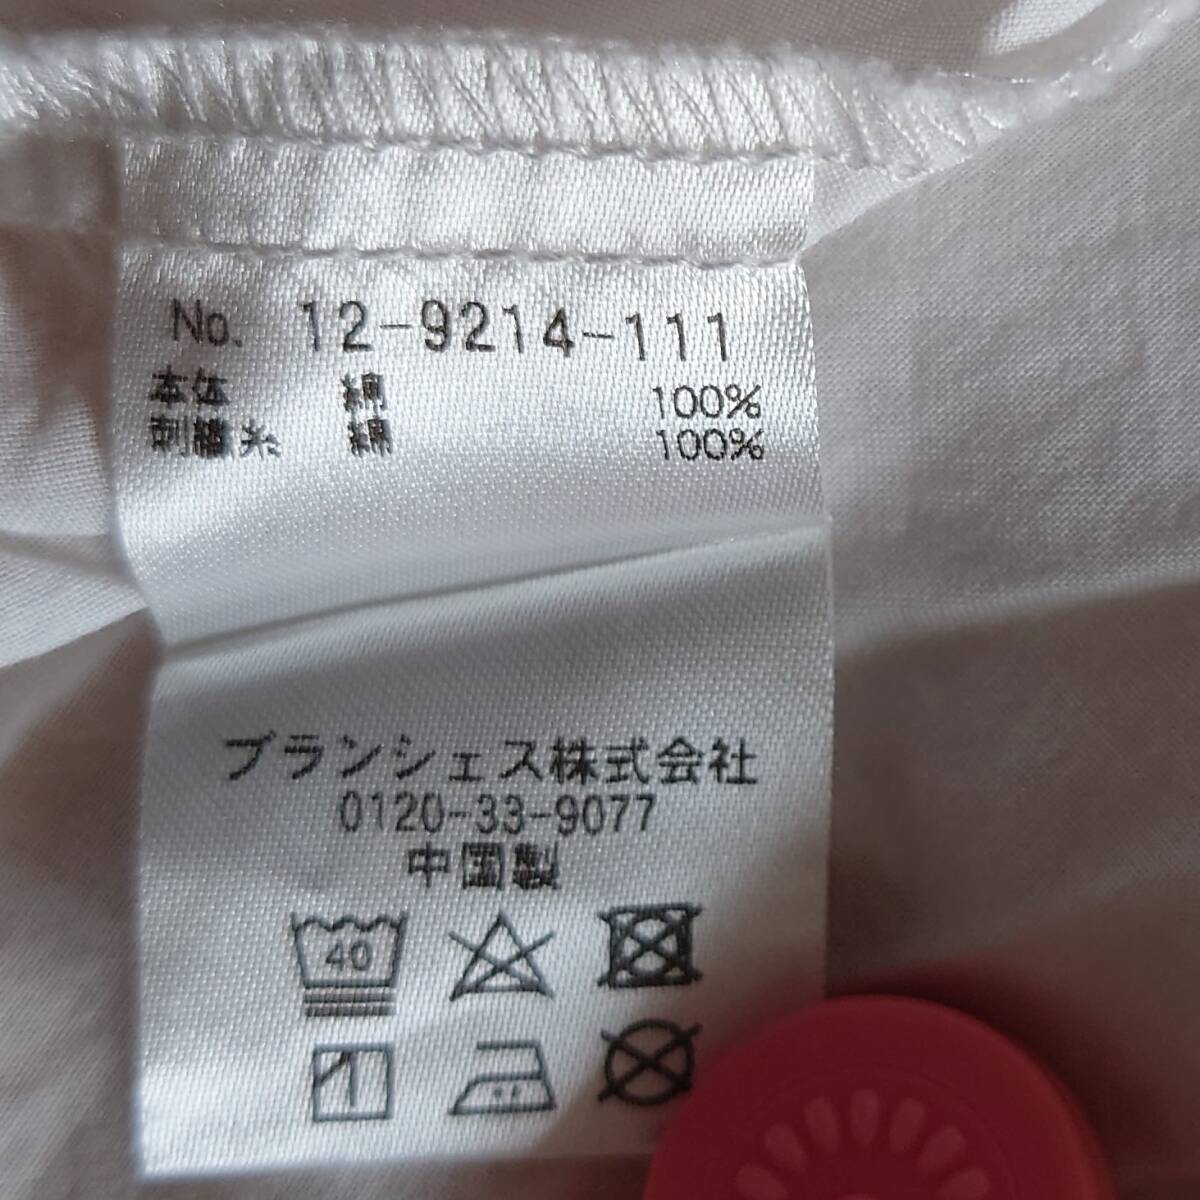 No. 12-9214-111
本体 綿 100%
刺繍糸 綿 100%
ブランシェス株式会社
0120-33-9077
中国製
40